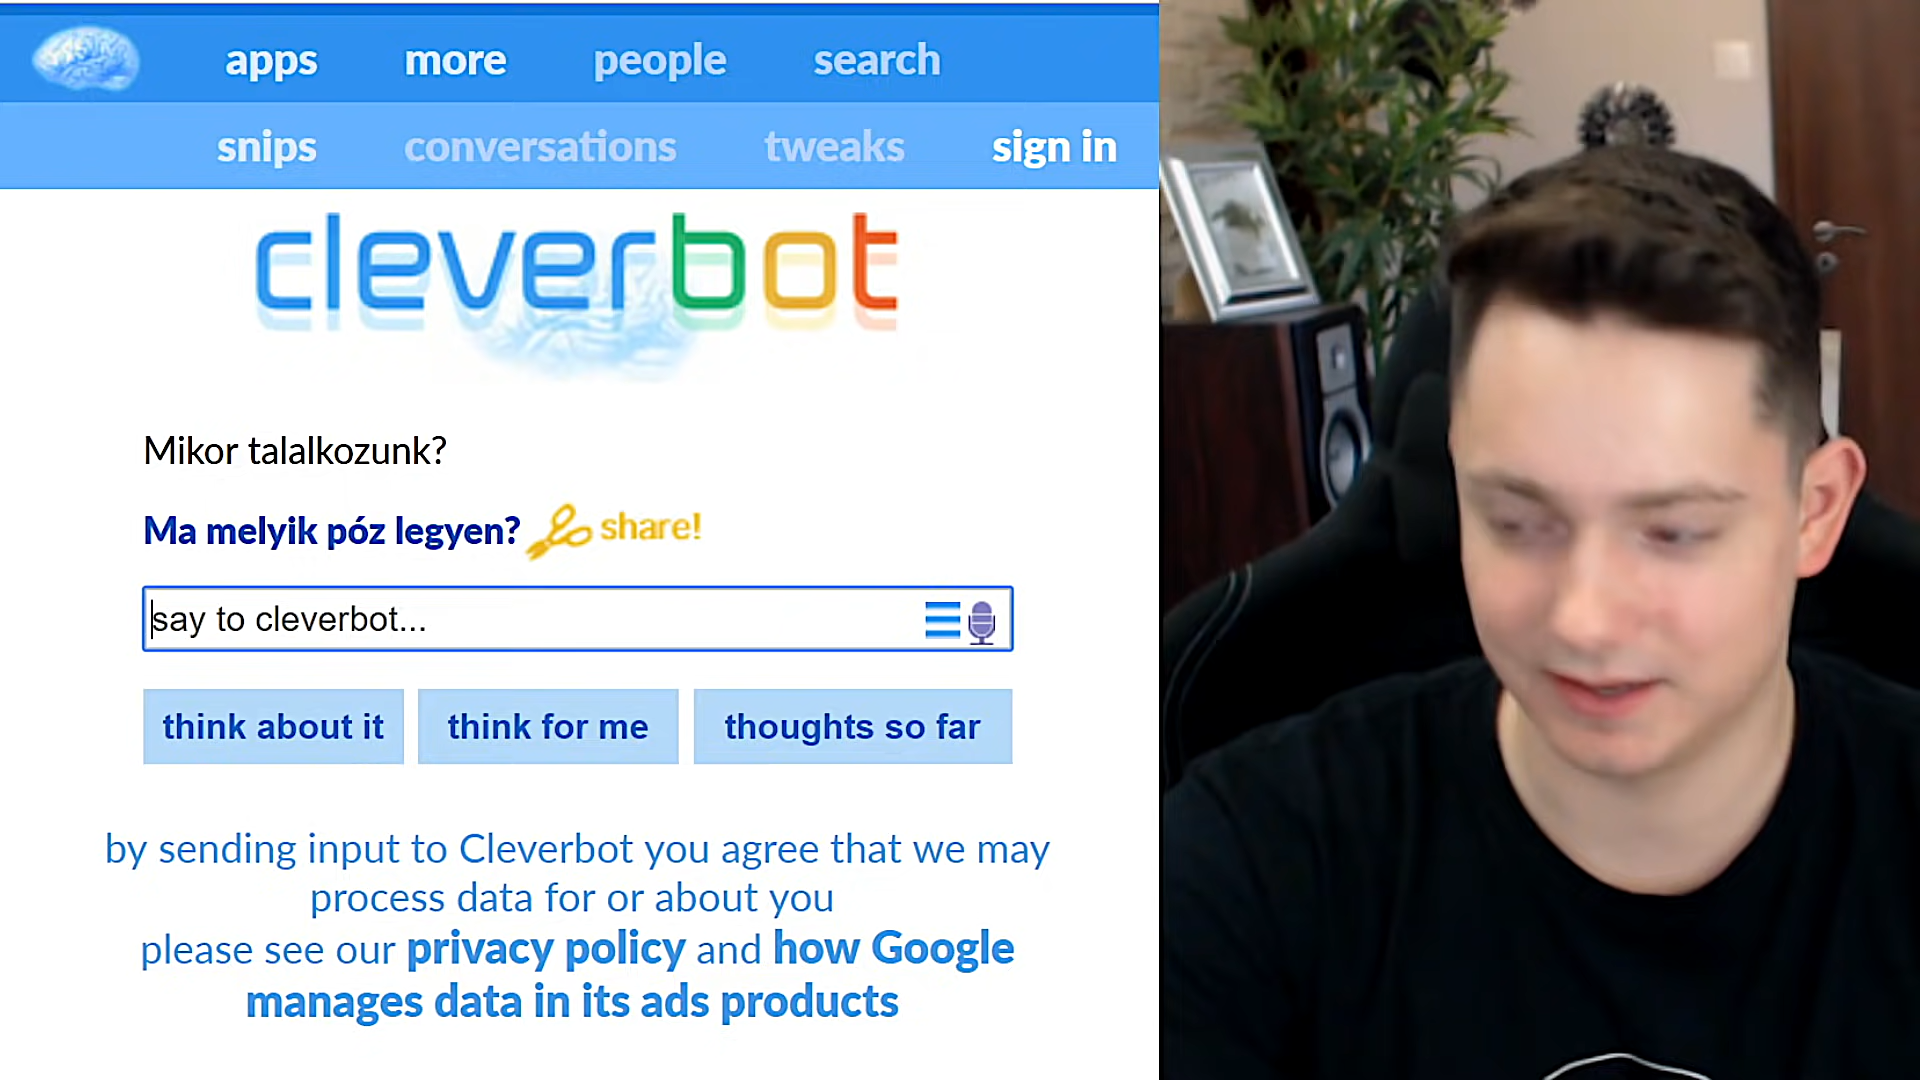 apps more people search
snips conversations tweaks sign in
cleverbot
Mikor talalkozunk?
Ma melyik póz legyen? share!
say to cleverbot...
think about it think for me thoughts so far
by sending input to Cleverbot you agree that we may
process data for or about you
please see our privacy policy and how Google
manages data in its ads products